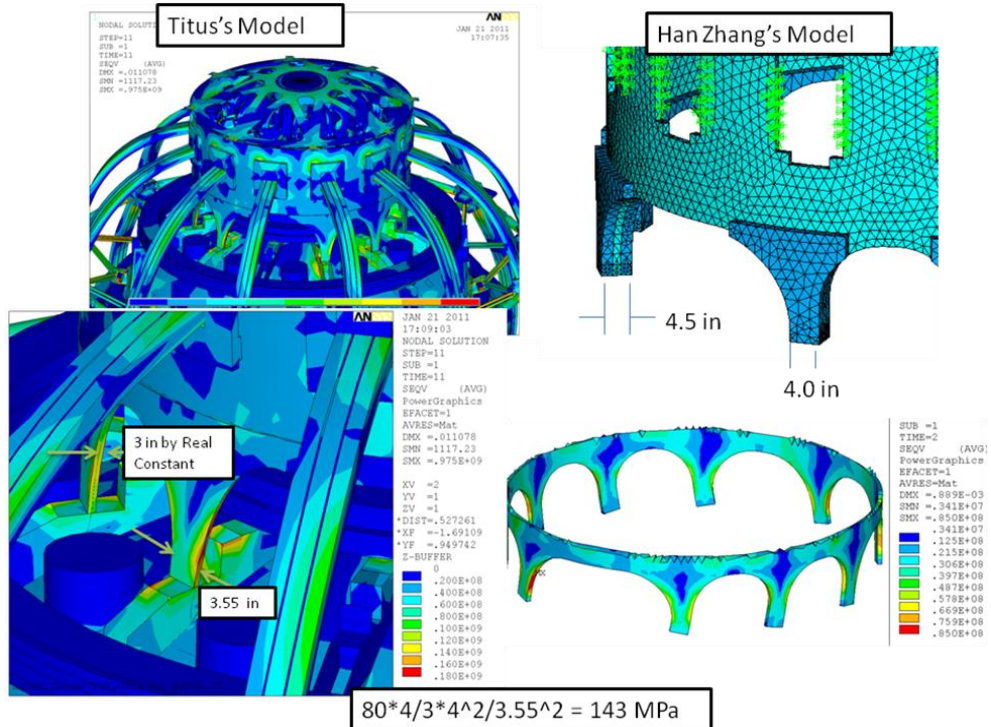 Titus's Model
AN
NODAL SOLUTION
STEP=11
SUB =1
TIME=11
SEQV (AVG)
DMX =.011078
SMN =1117.23
SMX =.975E+09
JAN 21 2011
17:07:35
Han Zhang's Model
4.5 in
4.0 in
AN
JAN 21 2011
17:09:03
NODAL SOLUTION
STEP=11
SUB =1
TIME=11
SEQV (AVG)
PowerGraphics
EFACET=1
AVRES=Mat
DMX =.011078
SMN =1117.23
SMX =.975E+09
XV =2
YV =1
ZV =1
*DIST=.527261
*XF =-1.69109
*YF =.949742
Z-BUFFER
0
.200E+08
.400E+08
.600E+08
.800E+08
.100E+09
.120E+09
.140E+09
.160E+09
.180E+09
3 in by Real
Constant
3.55 in
MX
SUB =1
TIME=2
SEQV (AVG)
PowerGraphics
EFACET=1
AVRES=Mat
DMX =.889E-03
SMN =.341E+07
SMX =.850E+08
.341E+07
.125E+08
.215E+08
.306E+08
.397E+08
.487E+08
.578E+08
.669E+08
.759E+08
.850E+08
80*4/3*4^2/3.55^2 = 143 MPa